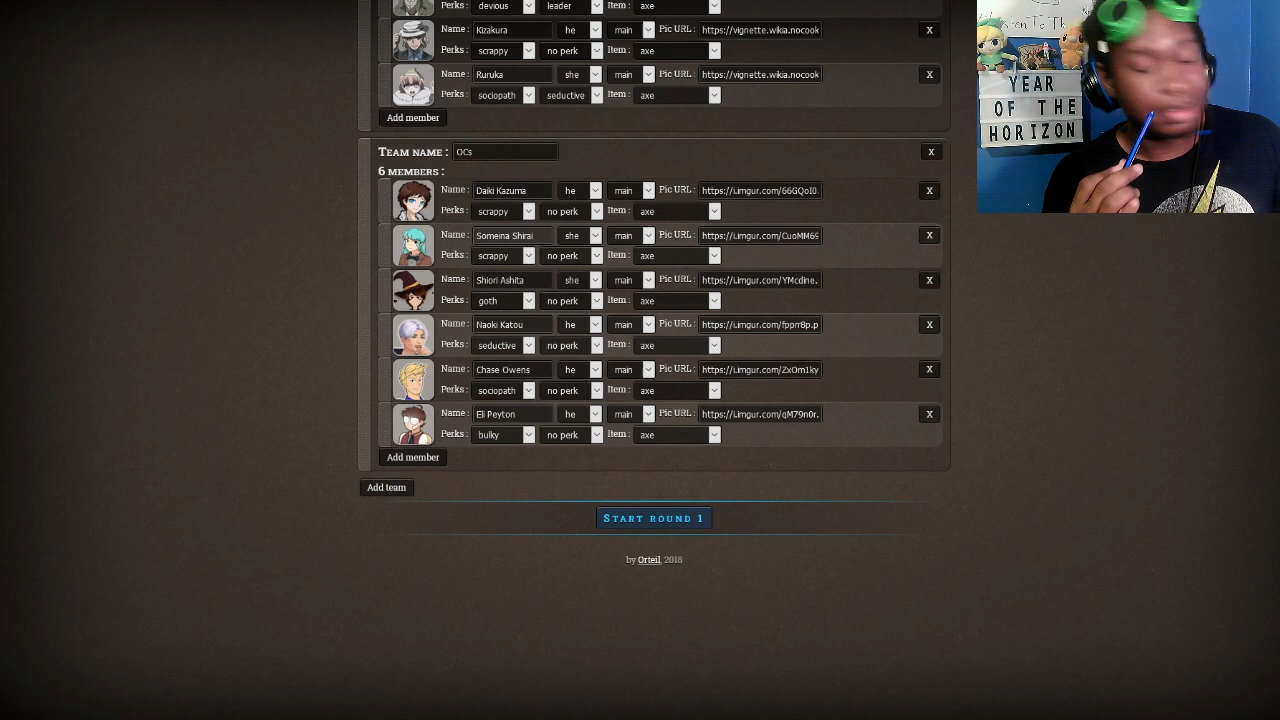 Perks : devious leader Item : axe
Name : Kizakura he main Pic URL : https://vignette.wikia.nocook X
Perks : scrappy no perk Item : axe
Name : Ruruka she main Pic URL : https://vignette.wikia.nocook X
Perks : sociopath seductive Item : axe
Add member
Team name : OCs X
6 members :
Name : Daiki Kazuma he main Pic URL : https://i.imgur.com/66GQoI0. X
Perks : scrappy no perk Item : axe
Name : Someina Shirai she main Pic URL : https://i.imgur.com/CuoMM69 X
Perks : scrappy no perk Item : axe
Name : Shiori Ashita she main Pic URL : https://i.imgur.com/YMcdine. X
Perks : goth no perk Item : axe
Name : Naoki Katou he main Pic URL : https://i.imgur.com/fpprr8p.p X
Perks : seductive no perk Item : axe
Name : Chase Owens he main Pic URL : https://i.imgur.com/ZxOm1ky X
Perks : sociopath no perk Item : axe
Name : Eli Peyton he main Pic URL : https://i.imgur.com/qM79n0r. X
Perks : bulky no perk Item : axe
Add member
Add team
Start round 1
by Orteil, 2018
YEAR
OF THE
HORIZON